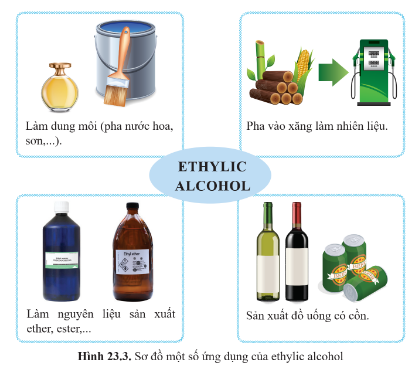 Làm dung môi (pha nước hoa,
sơn,...).
Pha vào xăng làm nhiên liệu.
ETHYLIC
ALCOHOL
Làm nguyên liệu sản xuất
ether, ester,...
Sản xuất đồ uống có cồn.
Hình 23.3. Sơ đồ một số ứng dụng của ethylic alcohol